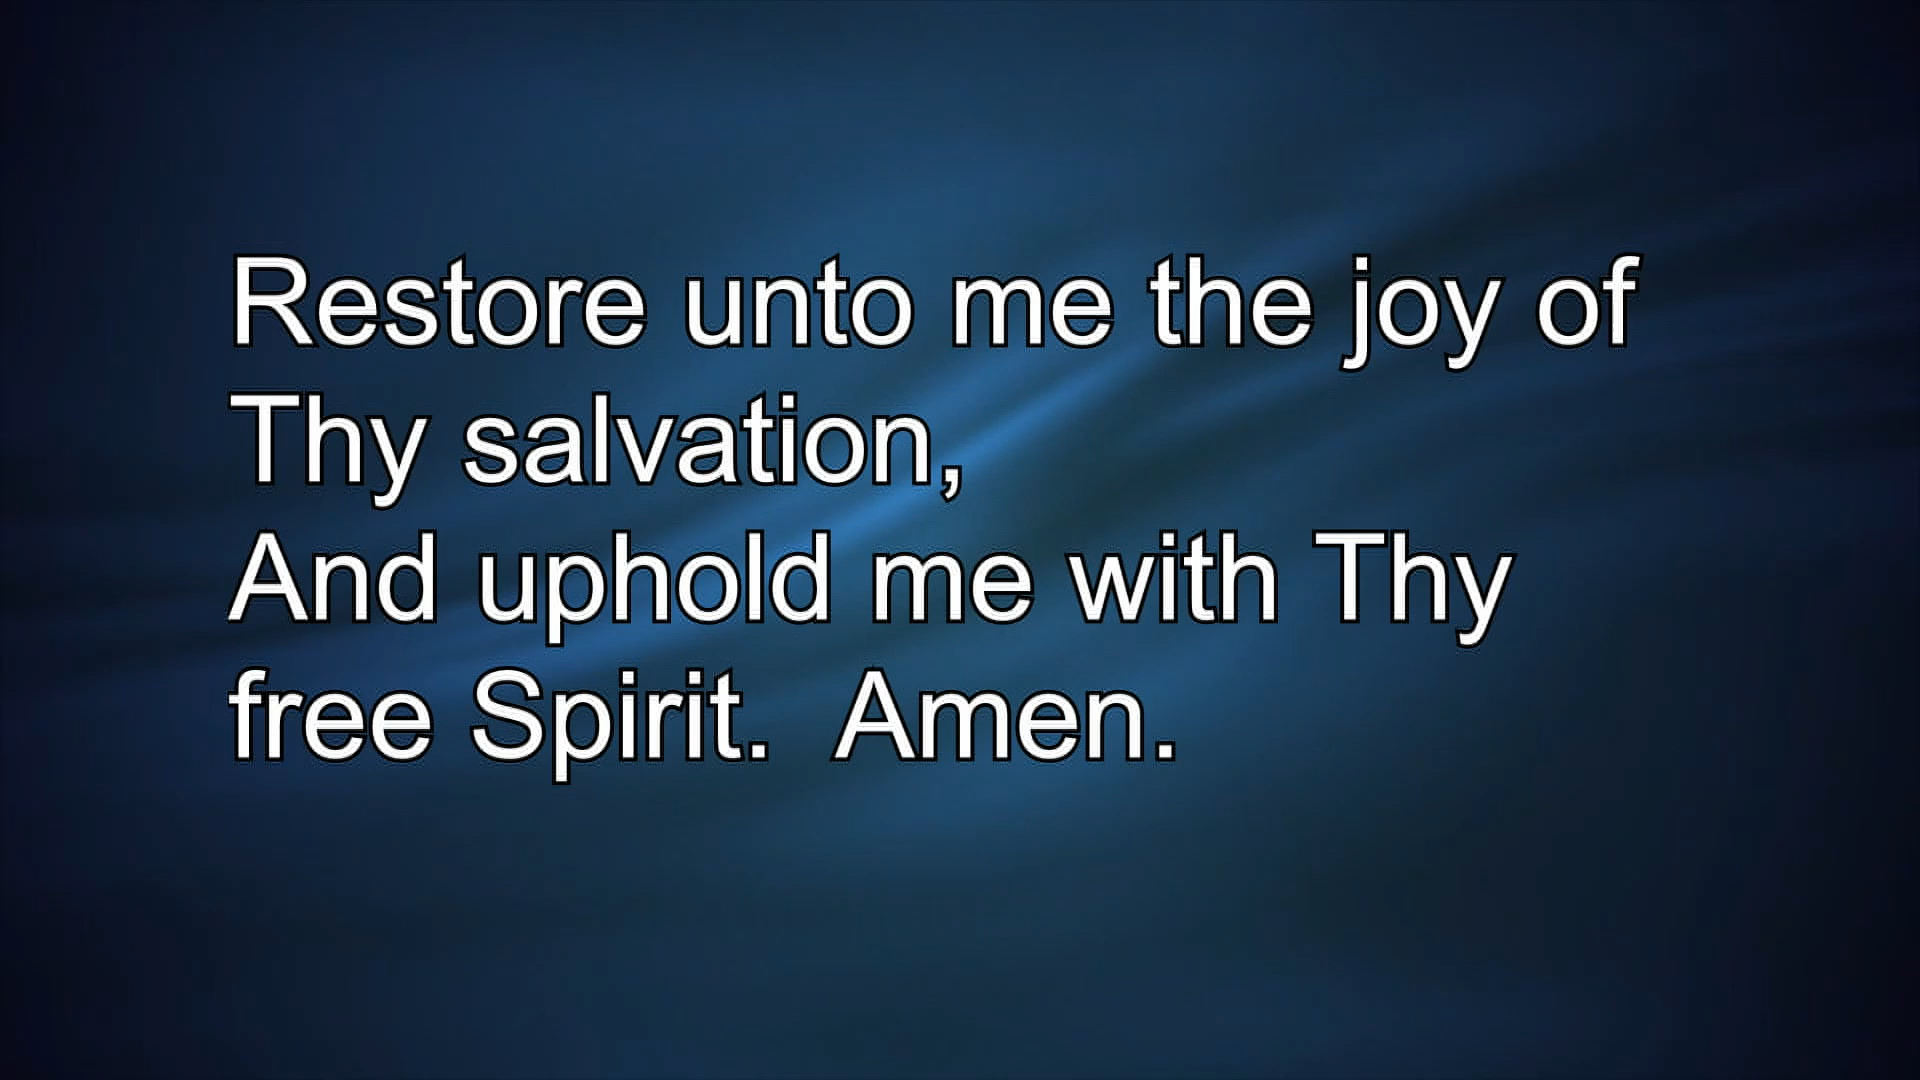 Restore unto me the joy of
Thy salvation,
And uphold me with Thy
free Spirit.  Amen.